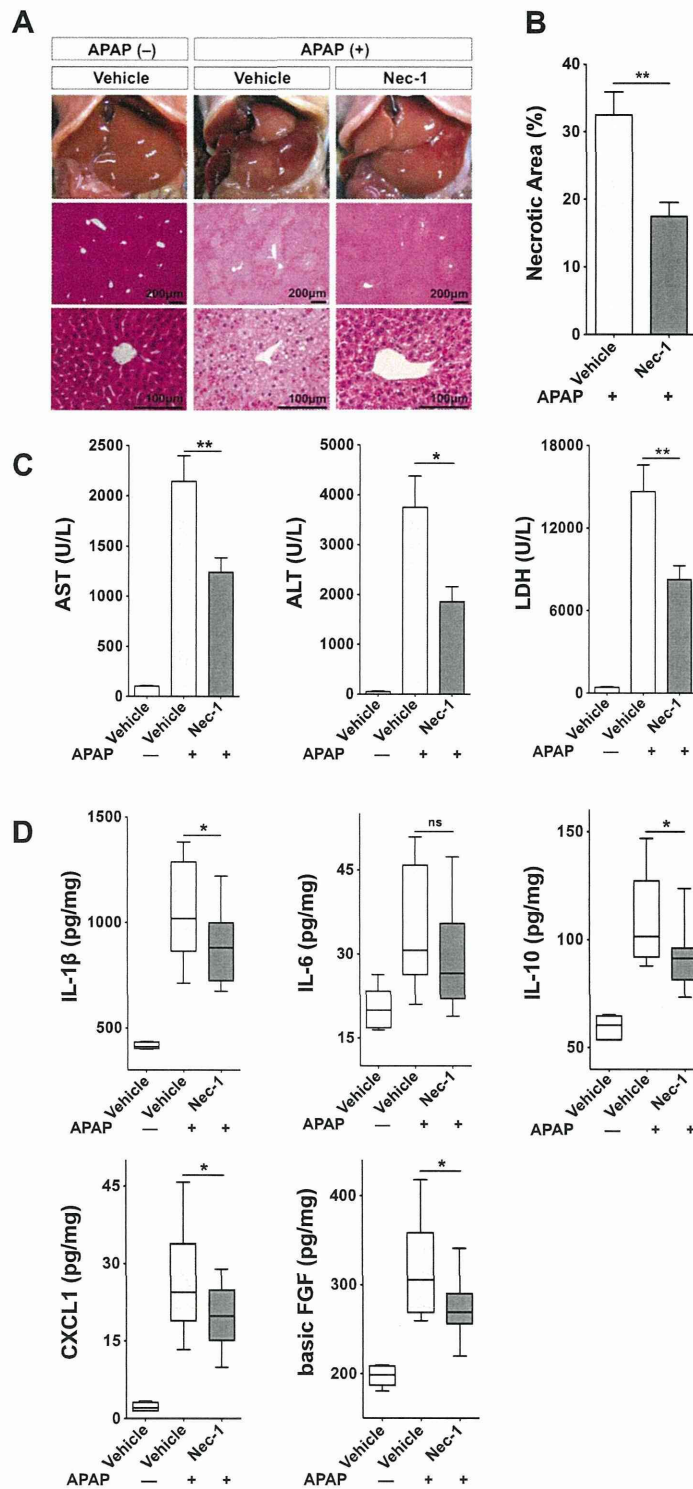 A
APAP (–) APAP (+)
Vehicle Vehicle Nec-1
200μm 200μm 200μm
100μm 100μm 100μm
B
Necrotic Area (%)
40
30
20
10
0
**
Vehicle Nec-1
APAP + +
C
AST (U/L)
2500
2000
1500
1000
500
0
**
Vehicle Vehicle Nec-1
APAP — + +
ALT (U/L)
5000
4000
3000
2000
1000
0
*
Vehicle Vehicle Nec-1
APAP — + +
LDH (U/L)
18000
12000
6000
0
**
Vehicle Vehicle Nec-1
APAP — + +
D
IL-1β (pg/mg)
1500
1000
500
*
Vehicle Vehicle Nec-1
APAP — + +
IL-6 (pg/mg)
45
30
15
ns
Vehicle Vehicle Nec-1
APAP — + +
IL-10 (pg/mg)
150
100
50
*
Vehicle Vehicle Nec-1
APAP — + +
CXCL1 (pg/mg)
45
30
15
0
*
Vehicle Vehicle Nec-1
APAP — + +
basic FGF (pg/mg)
400
300
200
*
Vehicle Vehicle Nec-1
APAP — + +